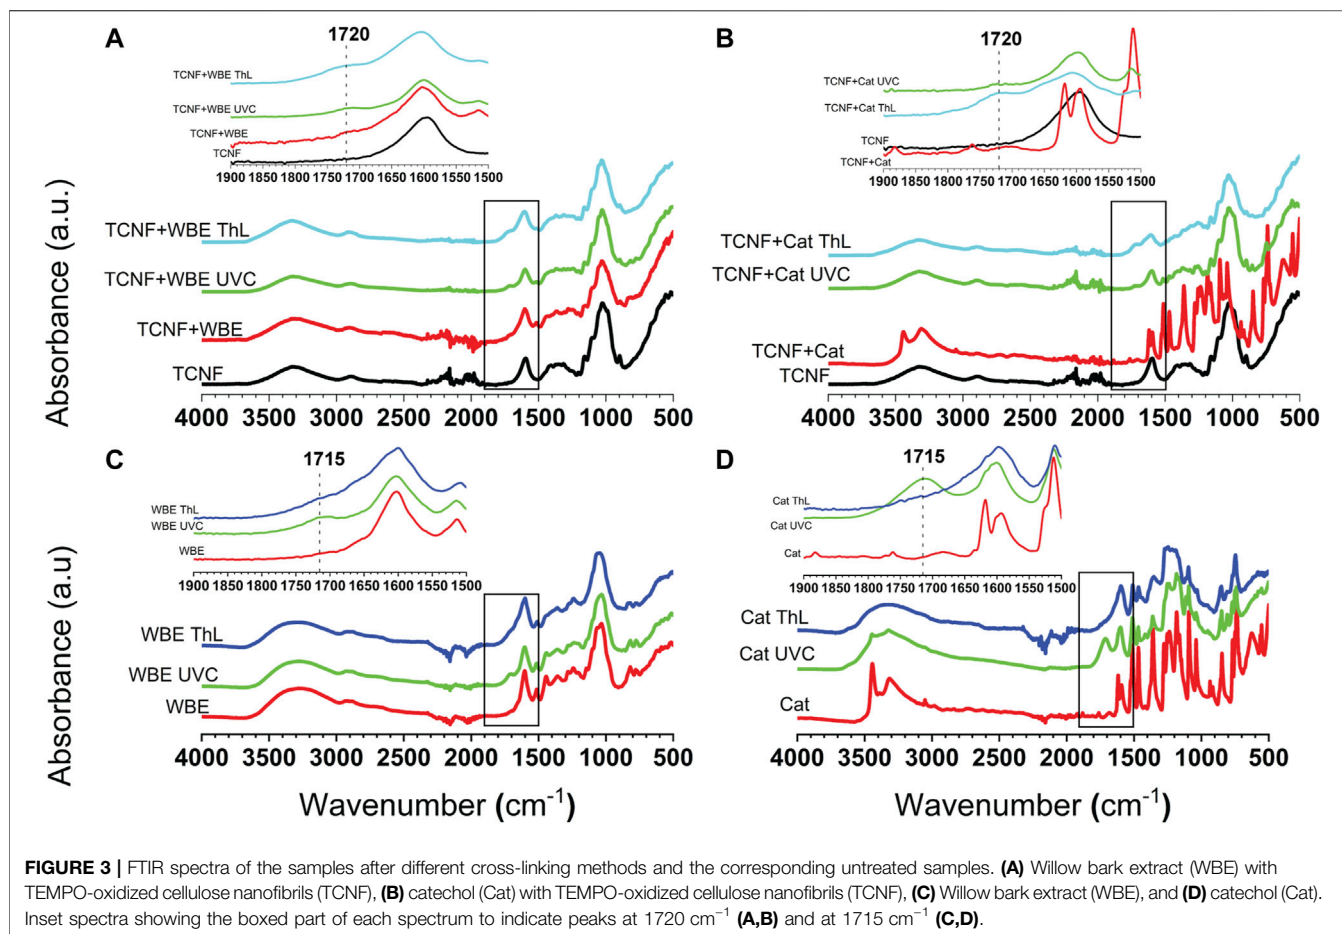 A
1720
TCNF+WBE ThL
TCNF+WBE UVC
TCNF+WBE
TCNF
1900 1850 1800 1750 1700 1650 1600 1550 1500
TCNF+WBE ThL
TCNF+WBE UVC
TCNF+WBE
TCNF
4000 3500 3000 2500 2000 1500 1000 500
Absorbance (a.u.)
B
1720
TCNF+Cat UVC
TCNF+Cat ThL
TCNF
TCNF+Cat
1900 1850 1800 1750 1700 1650 1600 1550 1500
TCNF+Cat ThL
TCNF+Cat UVC
TCNF+Cat
TCNF
4000 3500 3000 2500 2000 1500 1000 500
C
1715
WBE ThL
WBE UVC
WBE
1900 1850 1800 1750 1700 1650 1600 1550 1500
WBE ThL
WBE UVC
WBE
4000 3500 3000 2500 2000 1500 1000 500
Absorbance (a.u)
Wavenumber (cm⁻¹)
D
1715
Cat ThL
Cat UVC
Cat
1900 1850 1800 1750 1700 1650 1600 1550 1500
Cat ThL
Cat UVC
Cat
4000 3500 3000 2500 2000 1500 1000 500
Wavenumber (cm⁻¹)
FIGURE 3 | FTIR spectra of the samples after different cross-linking methods and the corresponding untreated samples. (A) Willow bark extract (WBE) with
TEMPO-oxidized cellulose nanofibrils (TCNF), (B) catechol (Cat) with TEMPO-oxidized cellulose nanofibrils (TCNF), (C) Willow bark extract (WBE), and (D) catechol (Cat).
Inset spectra showing the boxed part of each spectrum to indicate peaks at 1720 cm⁻¹ (A,B) and at 1715 cm⁻¹ (C,D).